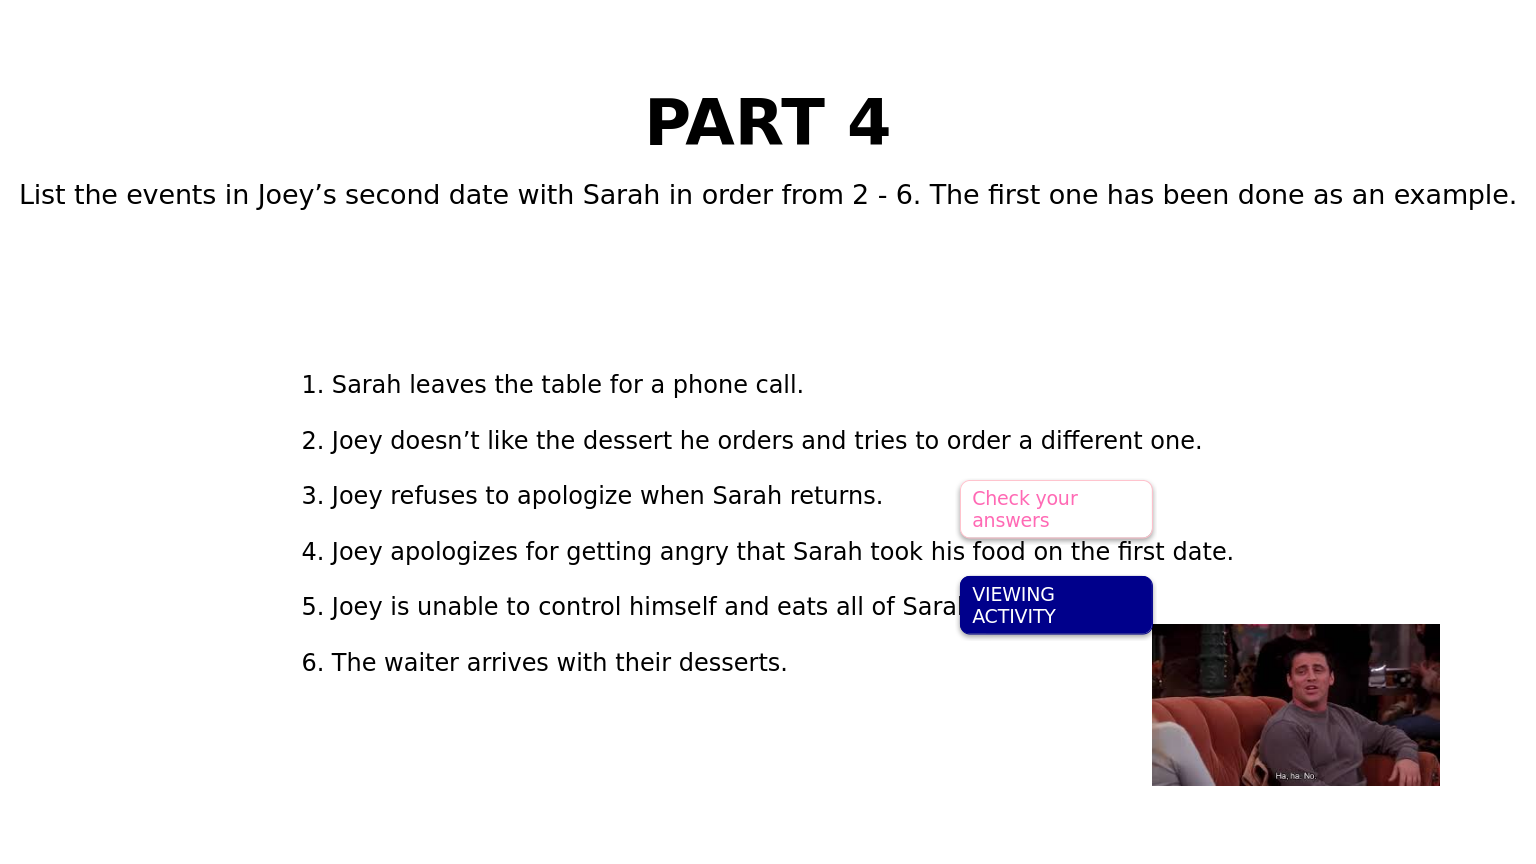 PART 4
List the events in Joey’s second date with Sarah in order from 2 - 6. The first one has been done as an example.
1. Sarah leaves the table for a phone call.
2. Joey doesn’t like the dessert he orders and tries to order a different one.
3. Joey refuses to apologize when Sarah returns.
Check your
answers
4. Joey apologizes for getting angry that Sarah took his food on the first date.
5. Joey is unable to control himself and eats all of
VIEWING
ACTIVITY
6. The waiter arrives with their desserts.
Ha, ha. No.